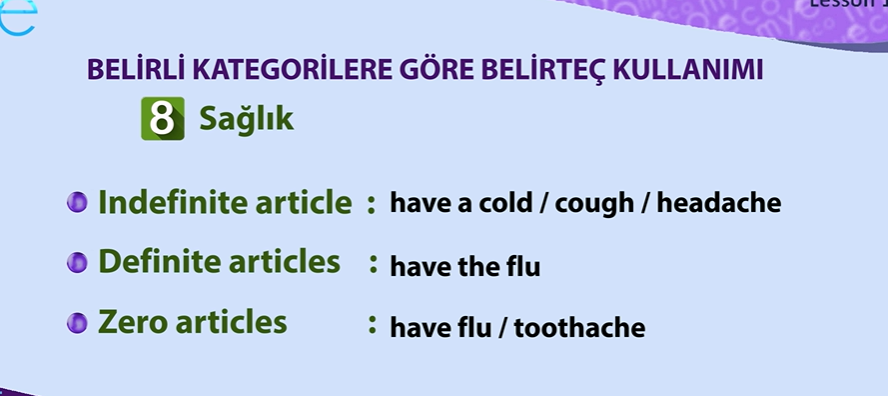 Lesson 1
BELİRLİ KATEGORİLERE GÖRE BELİRTEÇ KULLANIMI
8 Sağlık
Indefinite article : have a cold / cough / headache
Definite articles : have the flu
Zero articles : have flu / toothache